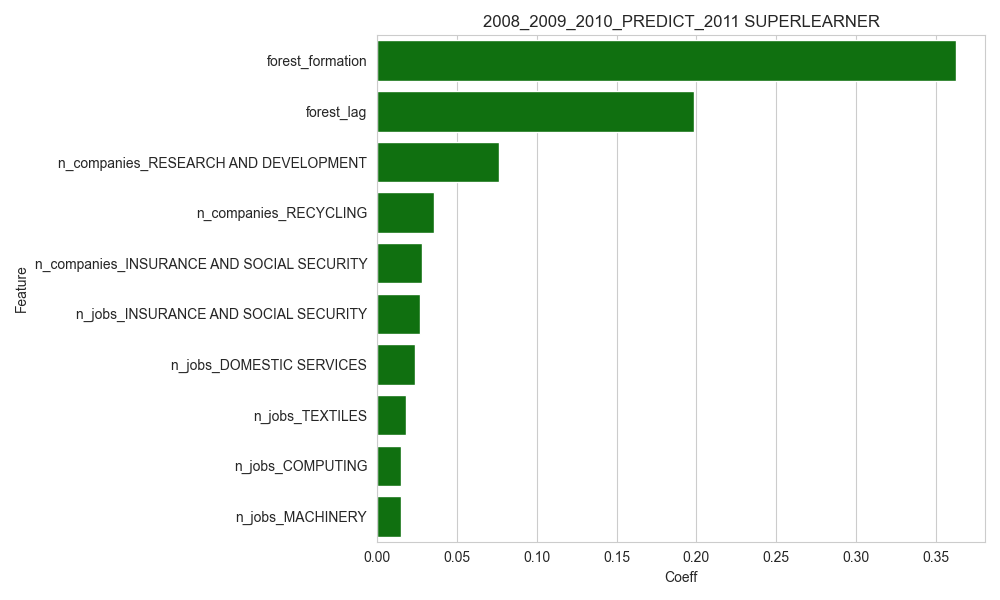 2008_2009_2010_PREDICT_2011 SUPERLEARNER
forest_formation
forest_lag
n_companies_RESEARCH AND DEVELOPMENT
n_companies_RECYCLING
n_companies_INSURANCE AND SOCIAL SECURITY
n_jobs_INSURANCE AND SOCIAL SECURITY
n_jobs_DOMESTIC SERVICES
n_jobs_TEXTILES
n_jobs_COMPUTING
n_jobs_MACHINERY
Feature
0.00 0.05 0.10 0.15 0.20 0.25 0.30 0.35
Coeff